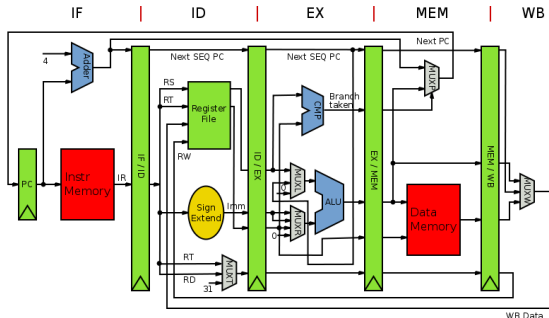 IF | ID | EX | MEM | WB
Next PC
Next SEQ PC
Next SEQ PC
4
Adder
MUXP
RS
RT
Register
File
CMP
Branch
taken
RW
PC
Instr
Memory
IR
IF / ID
ID / EX
EX / MEM
MEM / WB
MUXL
0
Sign
Extend
Imm
ALU
MUXR
0
Data
Memory
MUXW
RT
RD
31
MUXT
WB Data